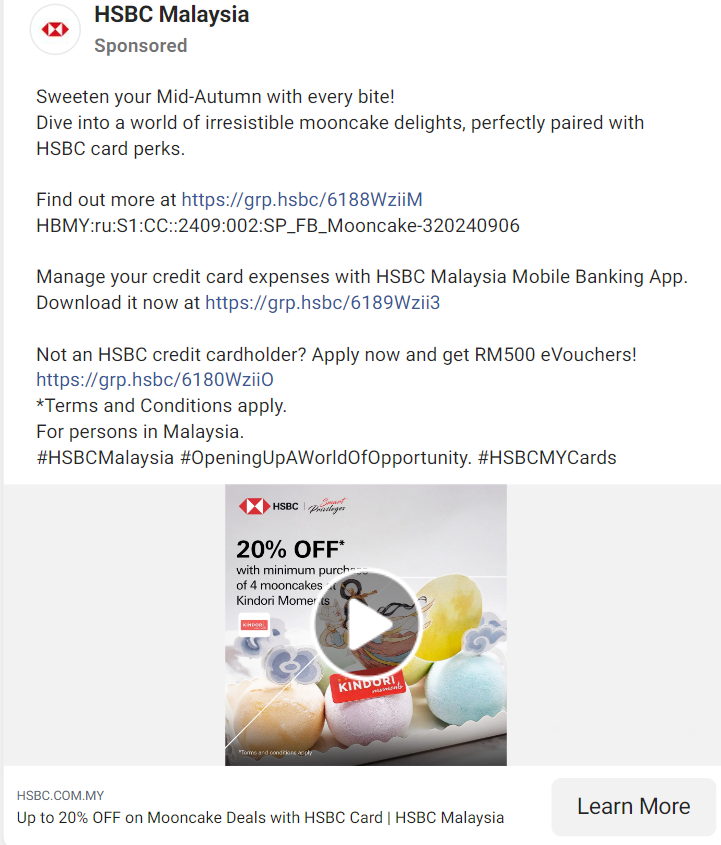 HSBC Malaysia
Sponsored
Sweeten your Mid-Autumn with every bite!
Dive into a world of irresistible mooncake delights, perfectly paired with
HSBC card perks.
Find out more at https://grp.hsbc/6188WziiM
HBMY:ru:S1:CC::2409:002:SP_FB_Mooncake-320240906
Manage your credit card expenses with HSBC Malaysia Mobile Banking App.
Download it now at https://grp.hsbc/6189Wzii3
Not an HSBC credit cardholder? Apply now and get RM500 eVouchers!
https://grp.hsbc/6180WziiO
*Terms and Conditions apply.
For persons in Malaysia.
#HSBCMalaysia #OpeningUpAWorldOfOpportunity. #HSBCMYCards
HSBC | Smart Privileges
20% OFF*
with minimum purchase
of 4 mooncakes at
Kindori Moments
KINDORI
KINDORI
moments
*Terms and conditions apply
HSBC.COM.MY
Up to 20% OFF on Mooncake Deals with HSBC Card | HSBC Malaysia
Learn More